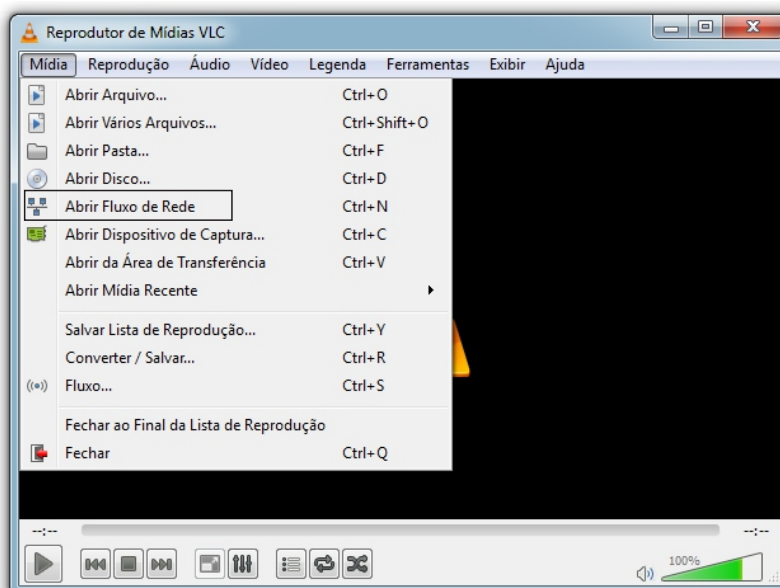 Reprodutor de Mídias VLC
Mídia Reprodução Áudio Vídeo Legenda Ferramentas Exibir Ajuda
Abrir Arquivo... Ctrl+O
Abrir Vários Arquivos... Ctrl+Shift+O
Abrir Pasta... Ctrl+F
Abrir Disco... Ctrl+D
Abrir Fluxo de Rede Ctrl+N
Abrir Dispositivo de Captura... Ctrl+C
Abrir da Área de Transferência Ctrl+V
Abrir Mídia Recente
Salvar Lista de Reprodução... Ctrl+Y
Converter / Salvar... Ctrl+R
Fluxo... Ctrl+S
Fechar ao Final da Lista de Reprodução
Fechar Ctrl+Q
--:-- --:--
100%